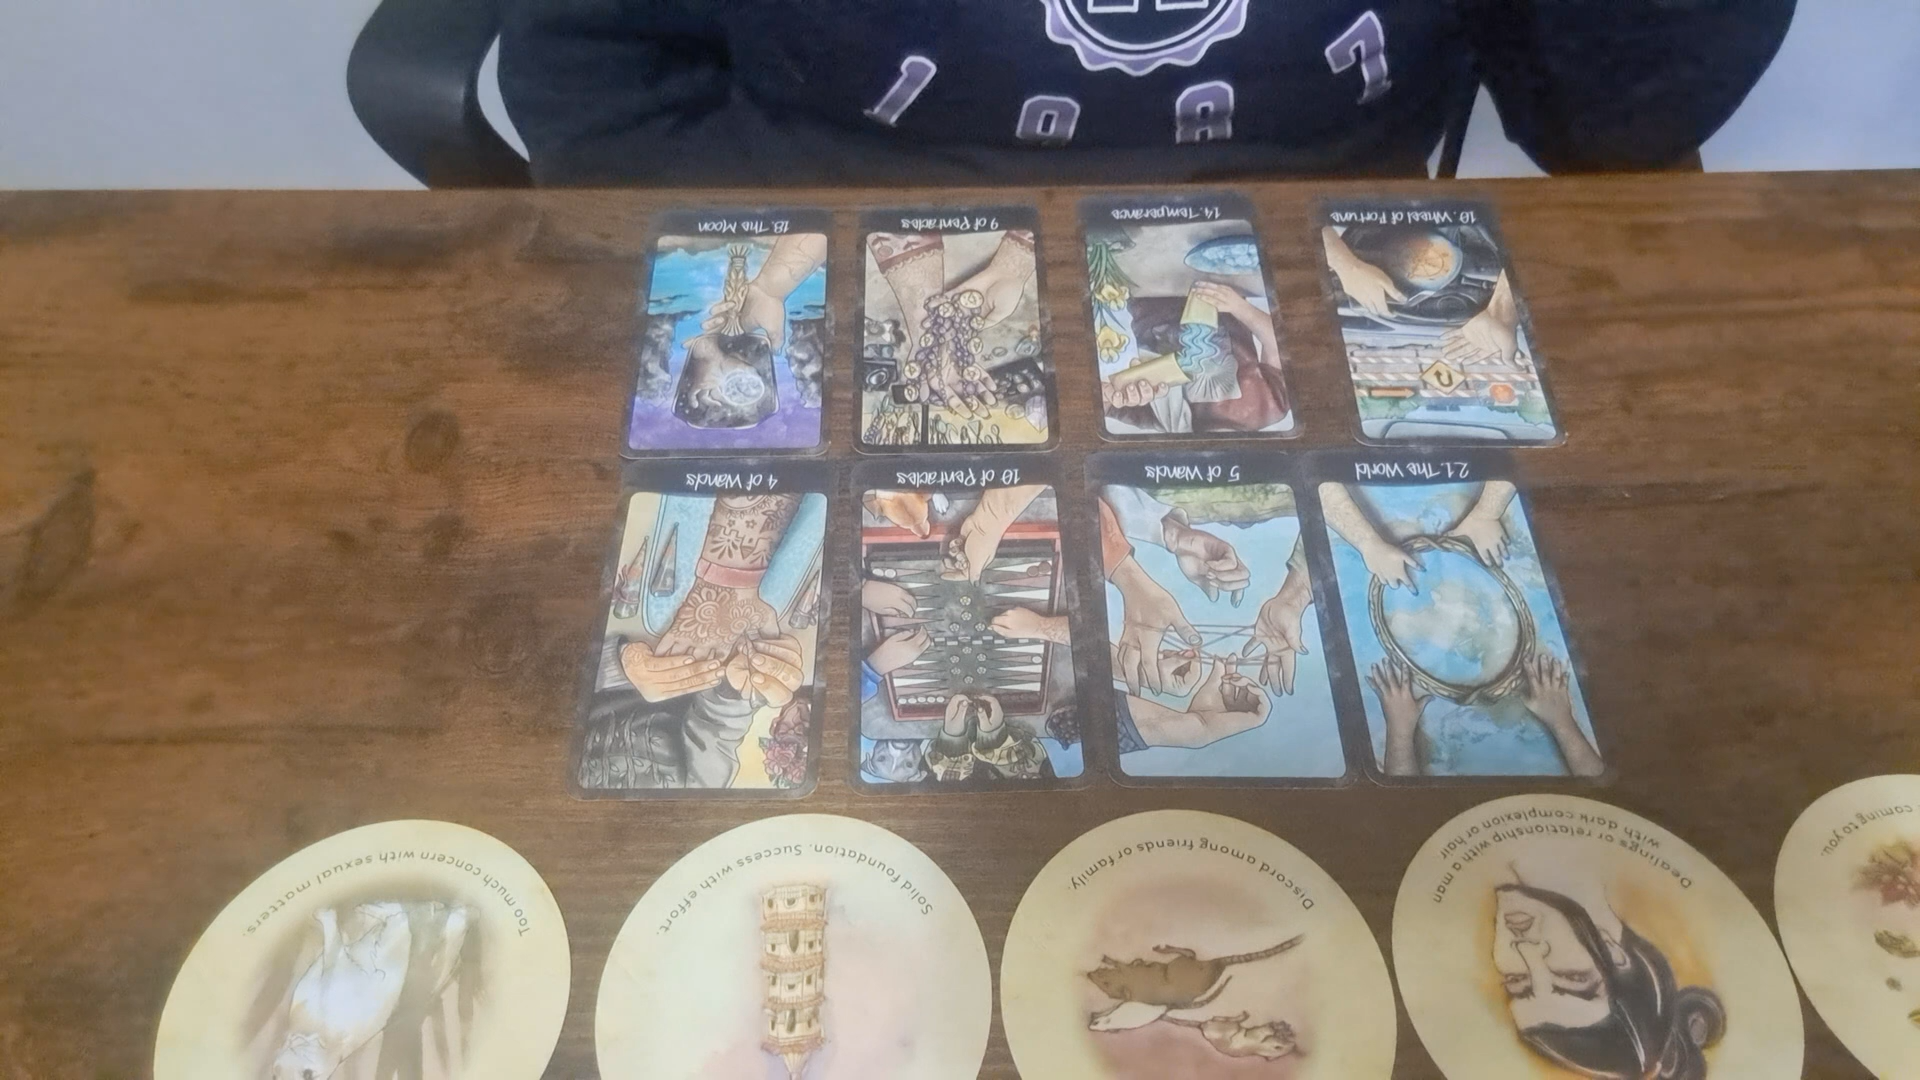 1987
18. The Moon
9 of Pentacles
14. Temperance
10. Wheel of Fortune
4 of Wands
10 of Pentacles
5 of Wands
21. The World
Too much concern with sexual matters.
Solid foundation. Success with effort.
Discord among friends or family.
Dealings or relationship with a man
with dark complexion or hair
coming to you.